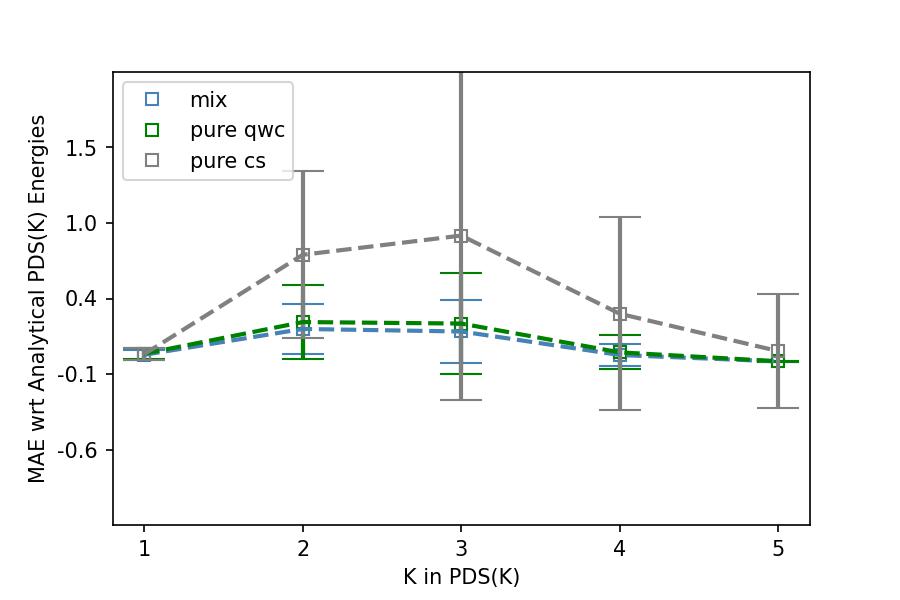 mix
pure qwc
pure cs
MAE wrt Analytical PDS(K) Energies
1.5
1.0
0.4
-0.1
-0.6
1 2 3 4 5
K in PDS(K)